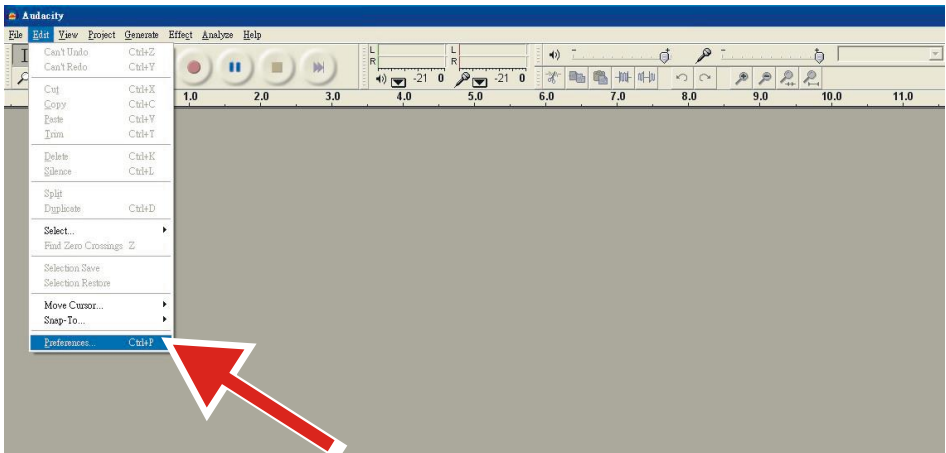 Audacity
File Edit View Project Generate Effect Analyze Help
Can't Undo Ctrl+Z
Can't Redo Ctrl+Y
Cut Ctrl+X
Copy Ctrl+C
Paste Ctrl+V
Trim Ctrl+T
Delete Ctrl+K
Silence Ctrl+L
Split
Duplicate Ctrl+D
Select...
Find Zero Crossings Z
Selection Save
Selection Restore
Move Cursor...
Snap-To...
Preferences... Ctrl+P
L
R
-21 0
L
R
-21 0
1.0 2.0 3.0 4.0 5.0 6.0 7.0 8.0 9.0 10.0 11.0